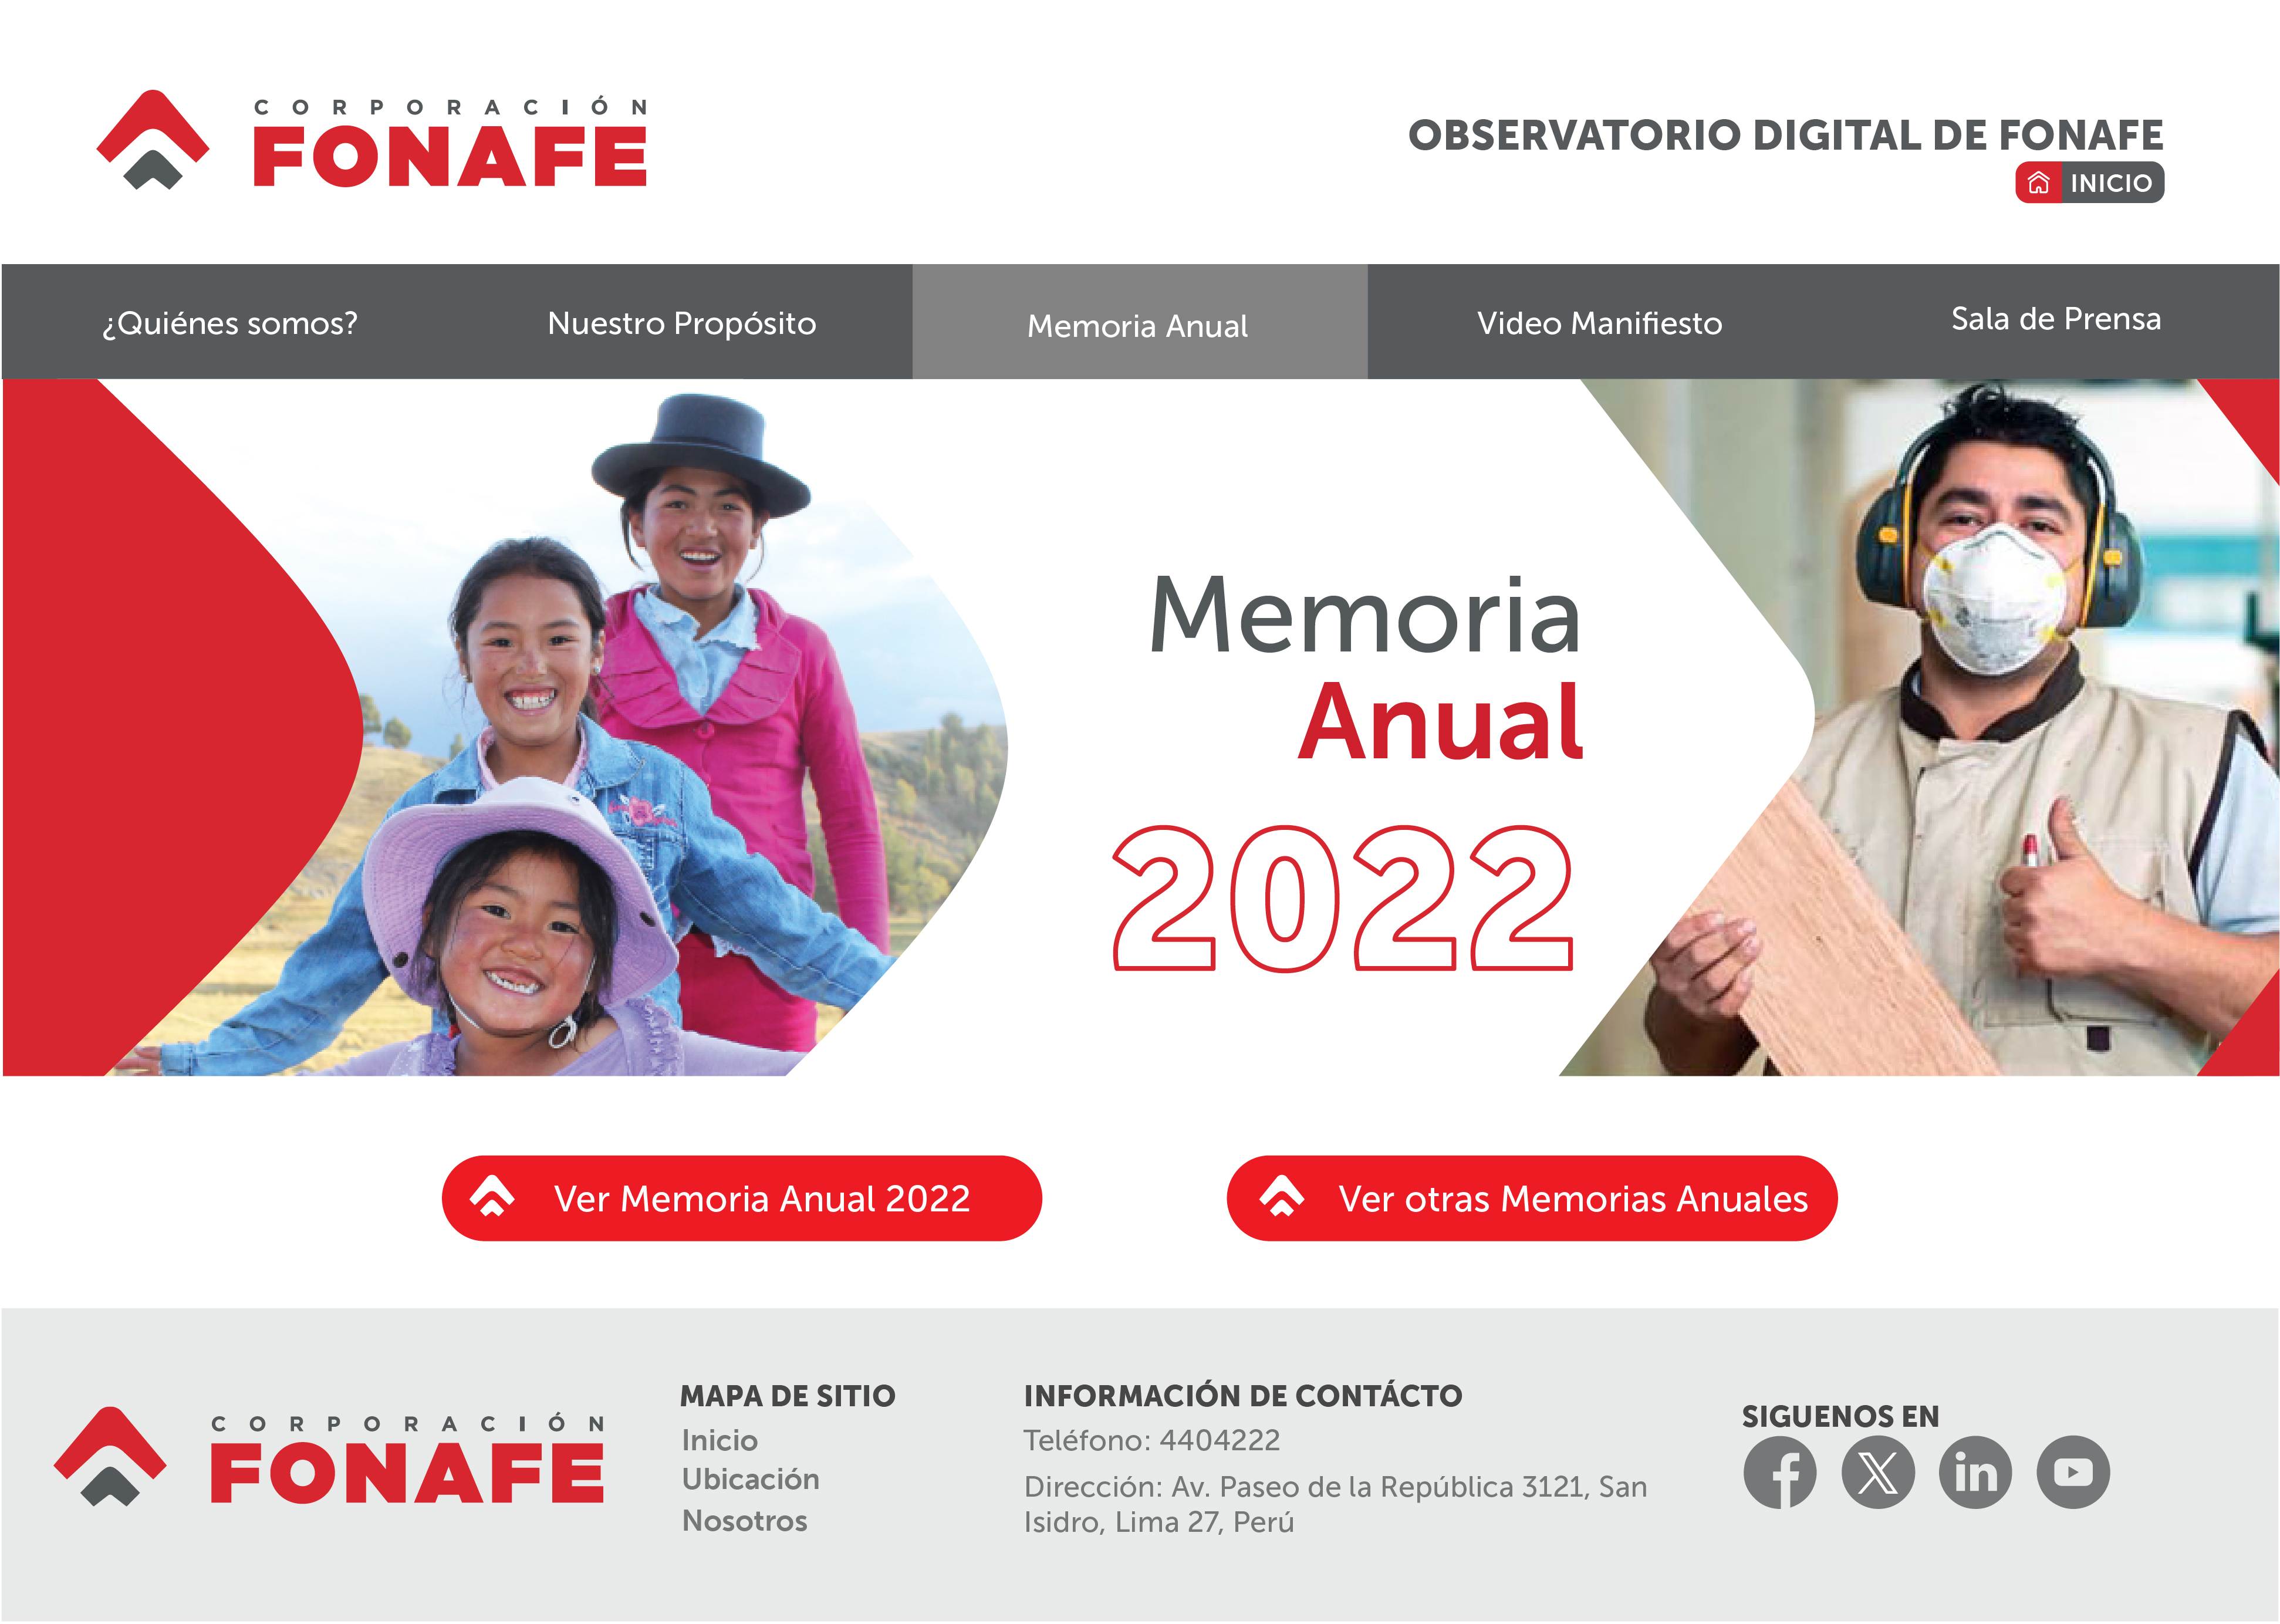 CORPORACIÓN
FONAFE
OBSERVATORIO DIGITAL DE FONAFE
INICIO
¿Quiénes somos?
Nuestro Propósito
Memoria Anual
Video Manifiesto
Sala de Prensa
Memoria
Anual
2022
Ver Memoria Anual 2022
Ver otras Memorias Anuales
CORPORACIÓN
FONAFE
MAPA DE SITIO
Inicio
Ubicación
Nosotros
INFORMACIÓN DE CONTÁCTO
Teléfono: 4404222
Dirección: Av. Paseo de la República 3121, San
Isidro, Lima 27, Perú
SIGUENOS EN